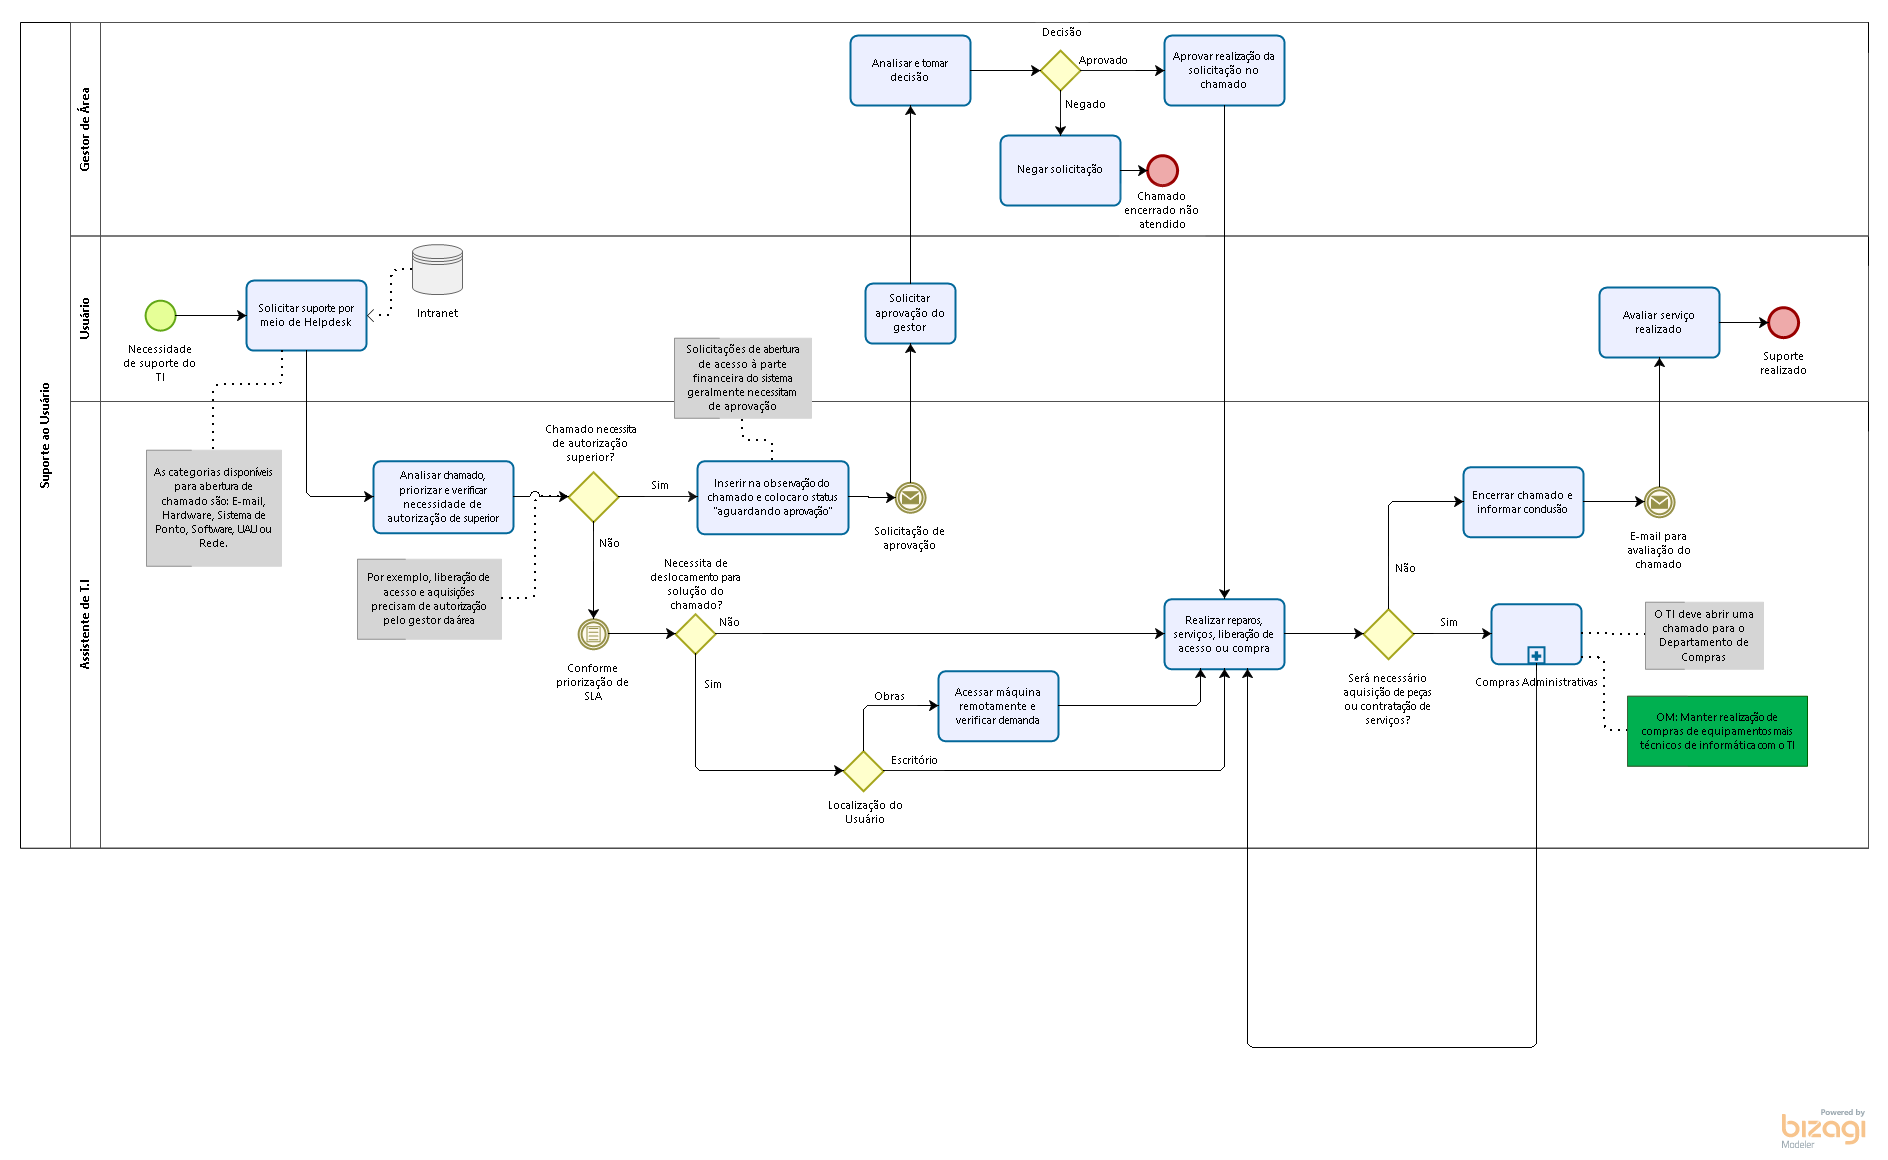 Suporte ao Usuário
Gestor de Área
Analisar e tomar
decisão
Decisão
Aprovado
Negado
Aprovar realização da
solicitação no
chamado
Negar solicitação
Chamado
encerrado não
atendido
Usuário
Necessidade
de suporte do
TI
Solicitar suporte por
meio de Helpdesk
Intranet
Solicitar
aprovação do
gestor
Solicitações de abertura
de acesso à parte
financeira do sistema
geralmente necessitam
de aprovação
Avaliar serviço
realizado
Suporte
realizado
Assistente de T.I
As categorias disponíveis
para abertura de
chamado são: E-mail,
Hardware, Sistema de
Ponto, Software, UAU ou
Rede.
Analisar chamado,
priorizar e verificar
necessidade de
autorização de superior
Por exemplo, liberação de
acesso e aquisições
precisam de autorização
pelo gestor da área
Chamado necessita
de autorização
superior?
Sim
Não
Inserir na observação do
chamado e colocar o status
"aguardando aprovação"
Solicitação de
aprovação
Conforme
priorização de
SLA
Necessita de
deslocamento para
solução do
chamado?
Não
Sim
Obras
Acessar máquina
remotamente e
verificar demanda
Escritório
Localização do
Usuário
Realizar reparos,
serviços, liberação de
acesso ou compra
Será necessário
aquisição de peças
ou contratação de
serviços?
Não
Sim
Encerrar chamado e
informar conclusão
E-mail para
avaliação do
chamado
Compras Administrativas
O TI deve abrir uma
chamado para o
Departamento de
Compras
OM: Manter realização de
compras de equipamentos mais
técnicos de informática com o TI
Powered by
bizagi
Modeler